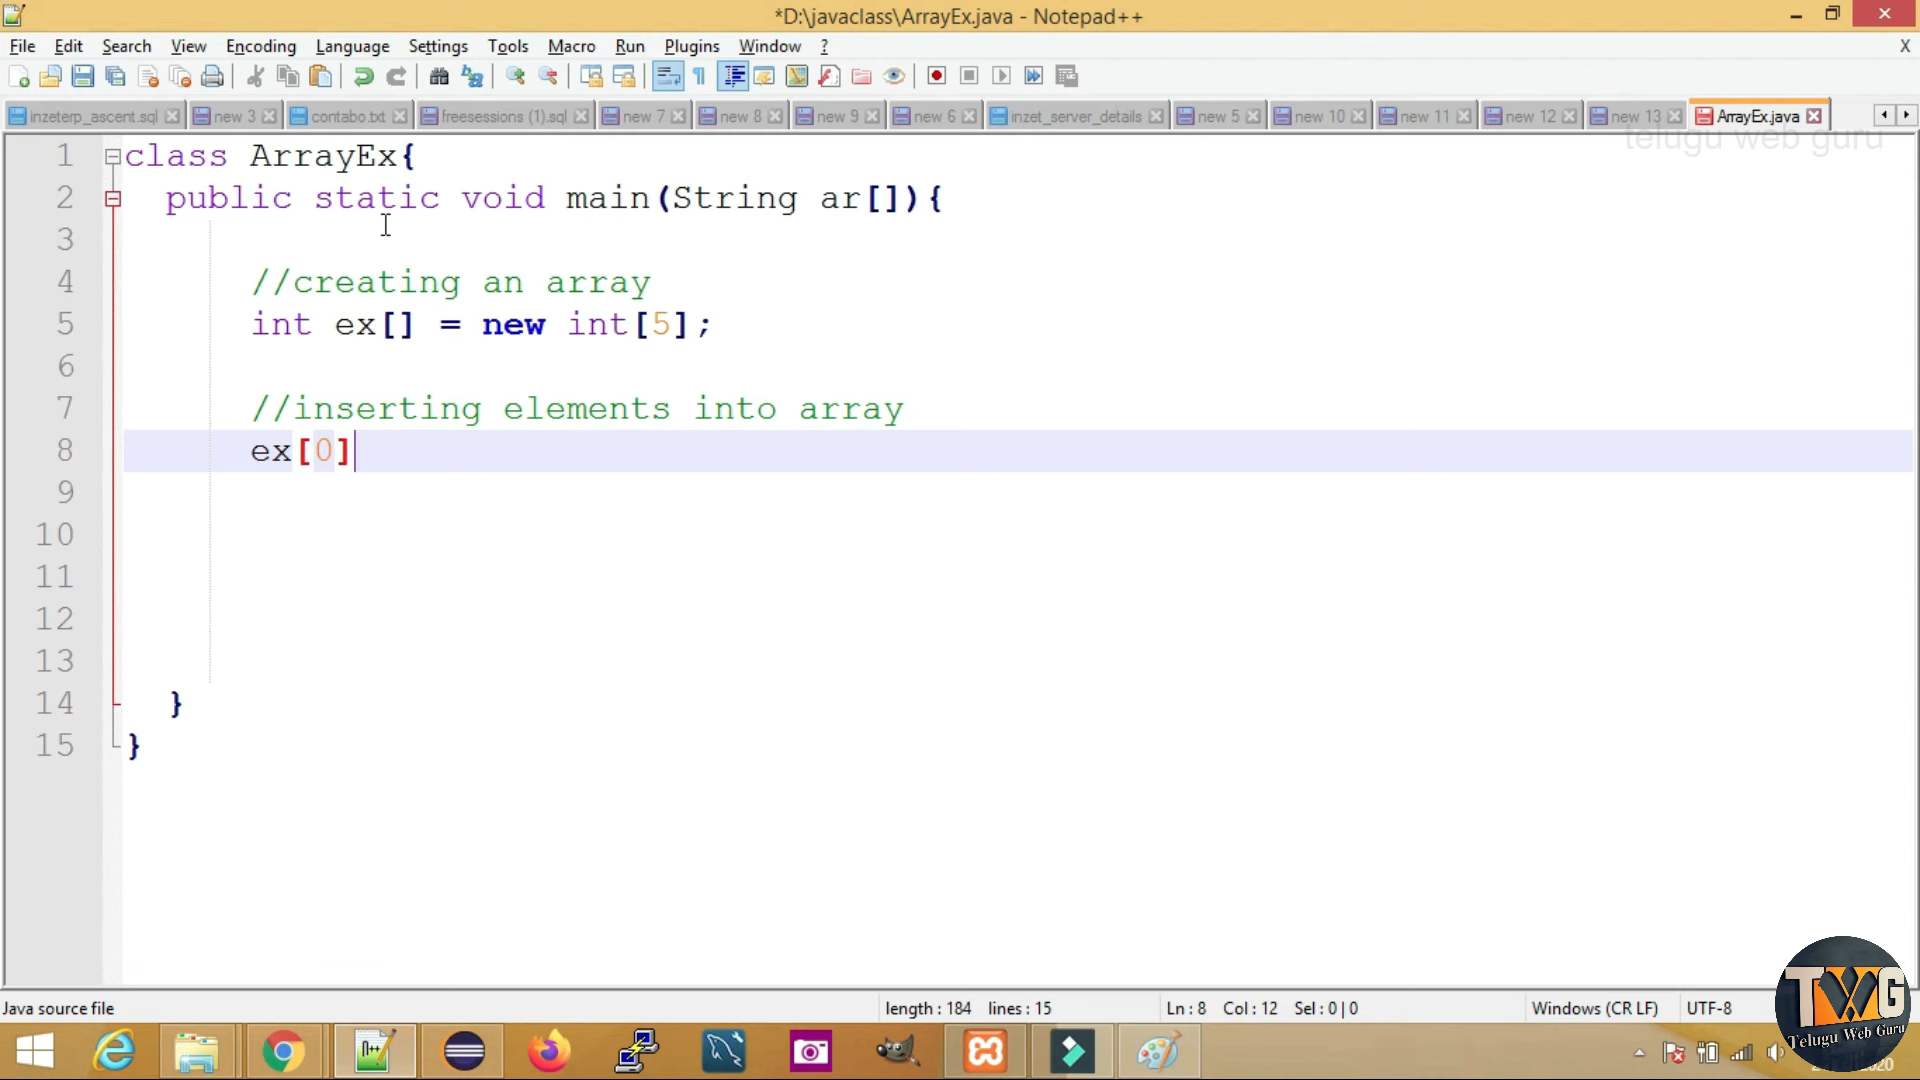 *D:\javaclass\ArrayEx.java - Notepad++
File Edit Search View Encoding Language Settings Tools Macro Run Plugins Window ? X
inzeterp_ascent.sql new 3 contabo.txt freesessions (1).sql new 7 new 8 new 9 new 6 inzet_server_details new 5 new 10 new 11 new 12 new 13 ArrayEx.java
telugu web guru
1 class ArrayEx{
2 public static void main(String ar[]){
3
4 //creating an array
5 int ex[] = new int[5];
6
7 //inserting elements into array
8 ex[0]
9
10
11
12
13
14 }
15 }
TWG
Telugu Web Guru
Java source file length : 184 lines : 15 Ln : 8 Col : 12 Sel : 0 | 0 Windows (CR LF) UTF-8